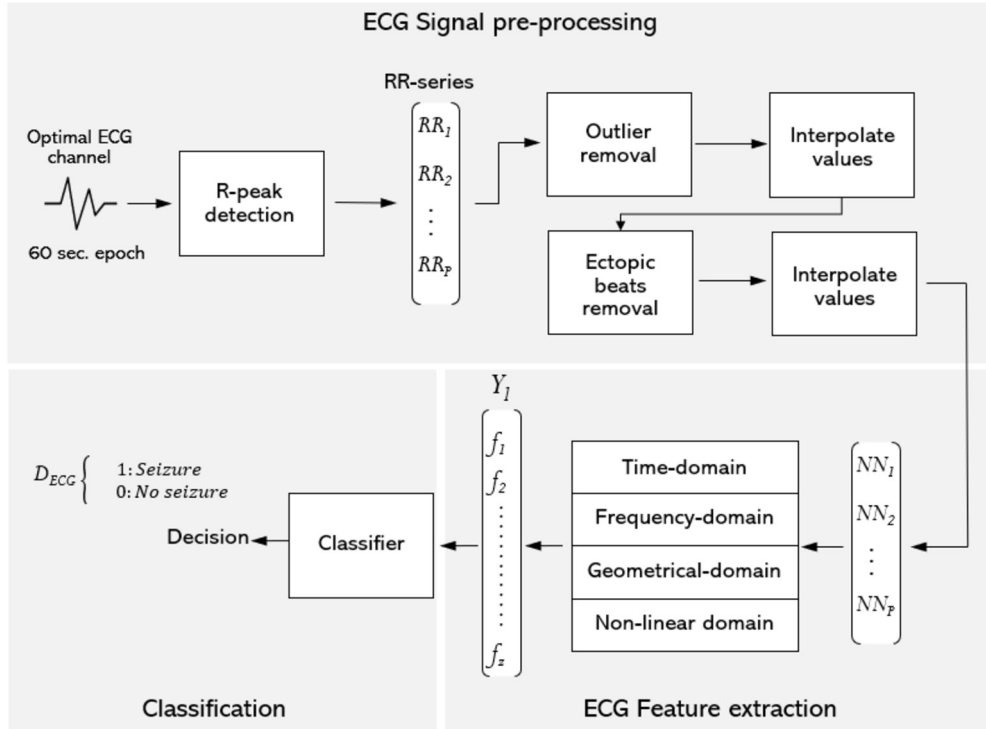 ECG Signal pre-processing
Optimal ECG
channel
60 sec. epoch
R-peak
detection
RR-series
RR1
RR2
⋮
RRP
Outlier
removal
Interpolate
values
Ectopic
beats
removal
Interpolate
values
NN1
NN2
⋮
NNP
Time-domain
Frequency-domain
Geometrical-domain
Non-linear domain
Y1
f1
f2
⋮
fz
ECG Feature extraction
Classifier
Decision
DECG { 1: Seizure
0: No seizure
Classification